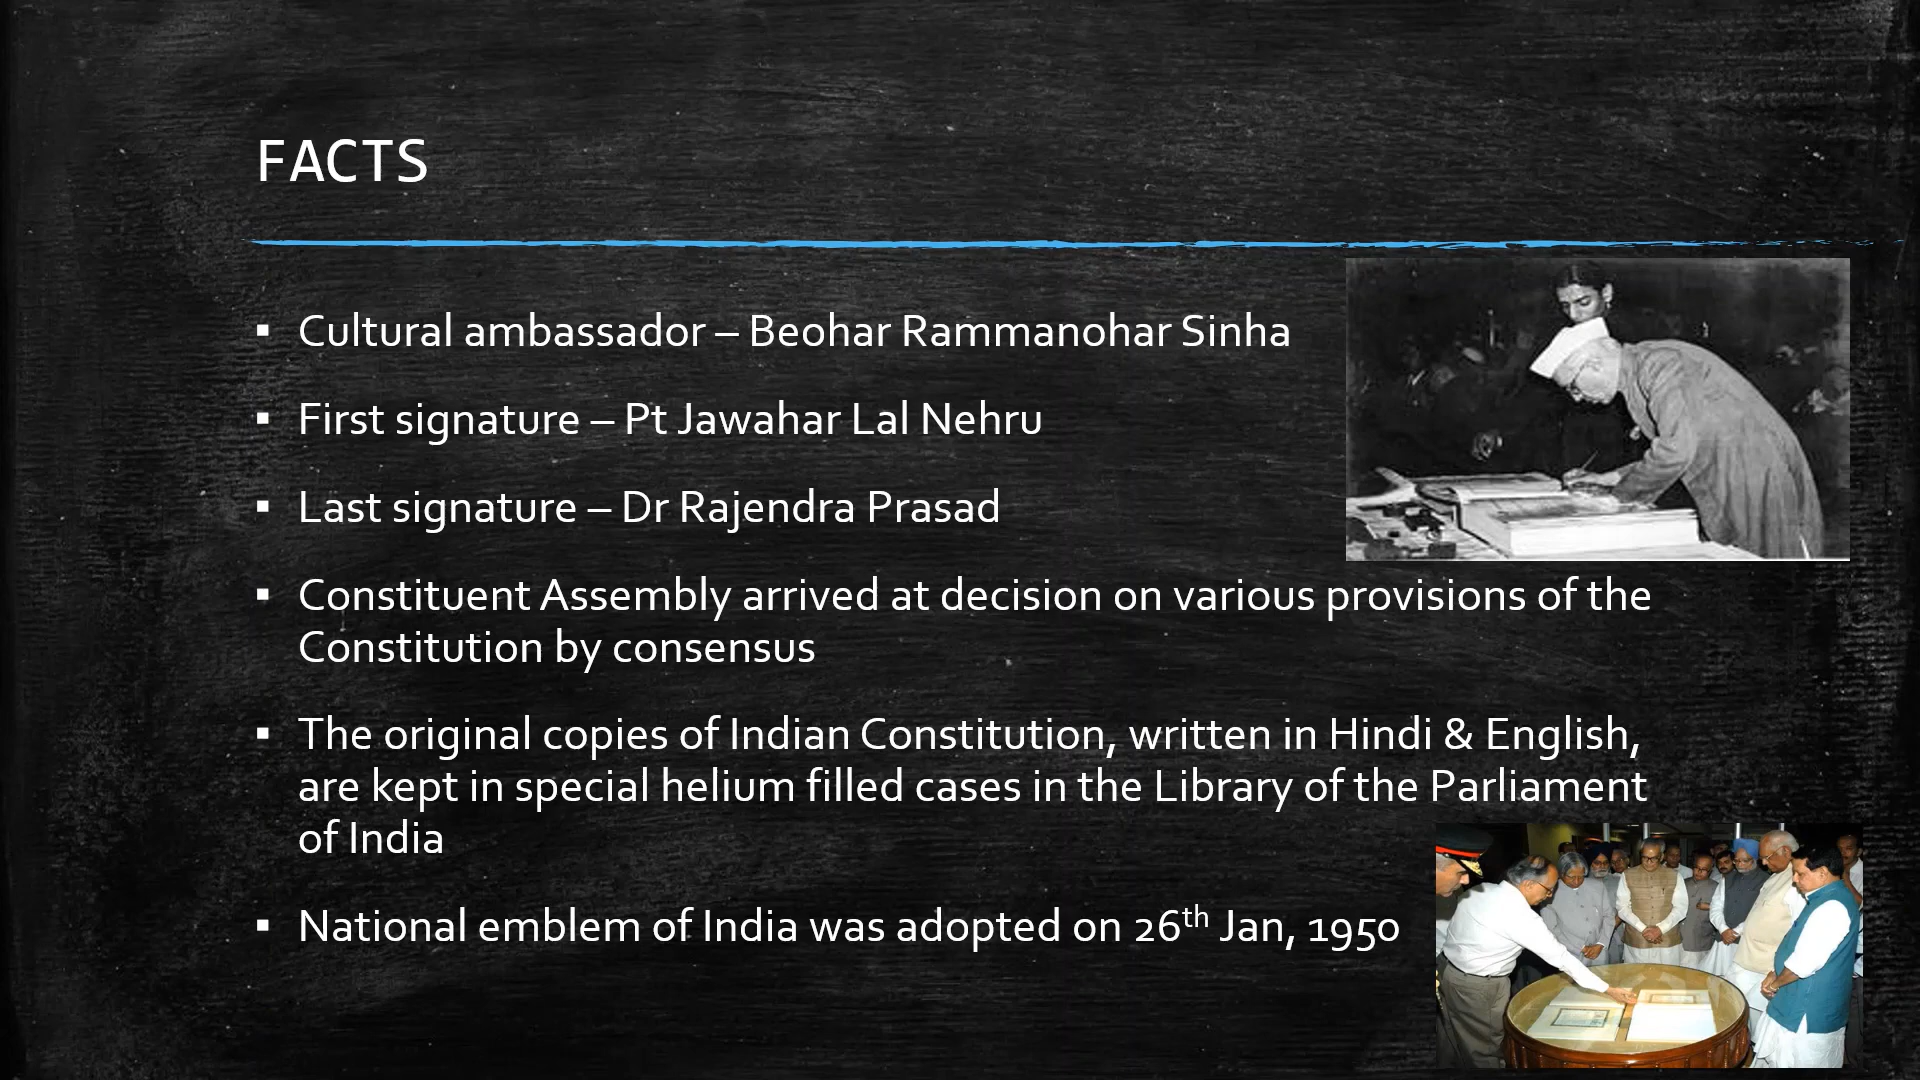 FACTS
▪ Cultural ambassador – Beohar Rammanohar Sinha
▪ First signature – Pt Jawahar Lal Nehru
▪ Last signature – Dr Rajendra Prasad
▪ Constituent Assembly arrived at decision on various provisions of the
Constitution by consensus
▪ The original copies of Indian Constitution, written in Hindi & English,
are kept in special helium filled cases in the Library of the Parliament
of India
▪ National emblem of India was adopted on 26th Jan, 1950